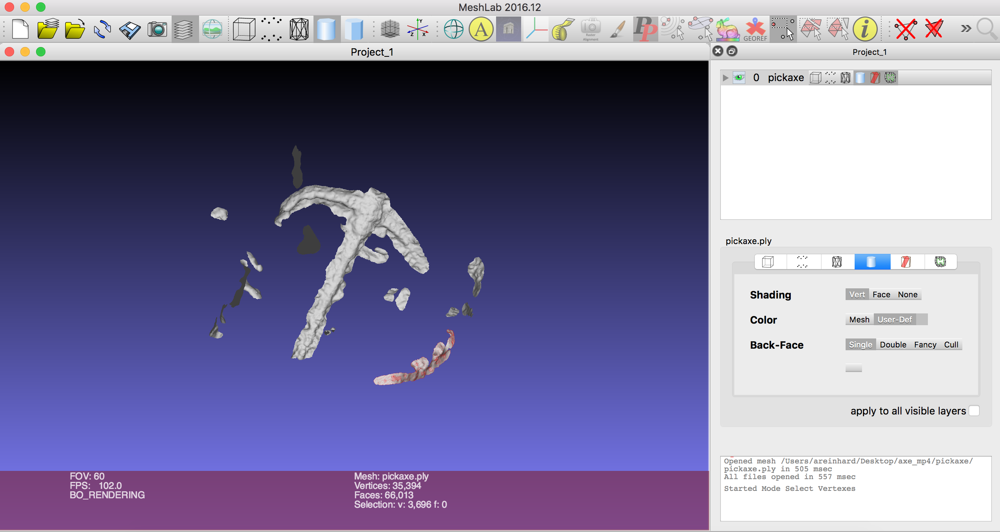 MeshLab 2016.12
A
Raster
Alignment
PP
GEOREF
i
»
Y
Z
X
Project_1
Project_1
0 pickaxe
pickaxe.ply
Shading Vert Face None
Color Mesh User-Def
Back-Face Single Double Fancy Cull
apply to all visible layers
Opened mesh /Users/areinhard/Desktop/axe_mp4/pickaxe/
pickaxe.ply in 505 msec
All files opened in 557 msec
Started Mode Select Vertexes
FOV: 60
FPS: 102.0
BO_RENDERING
Mesh: pickaxe.ply
Vertices: 35,394
Faces: 66,013
Selection: v: 3,696 f: 0